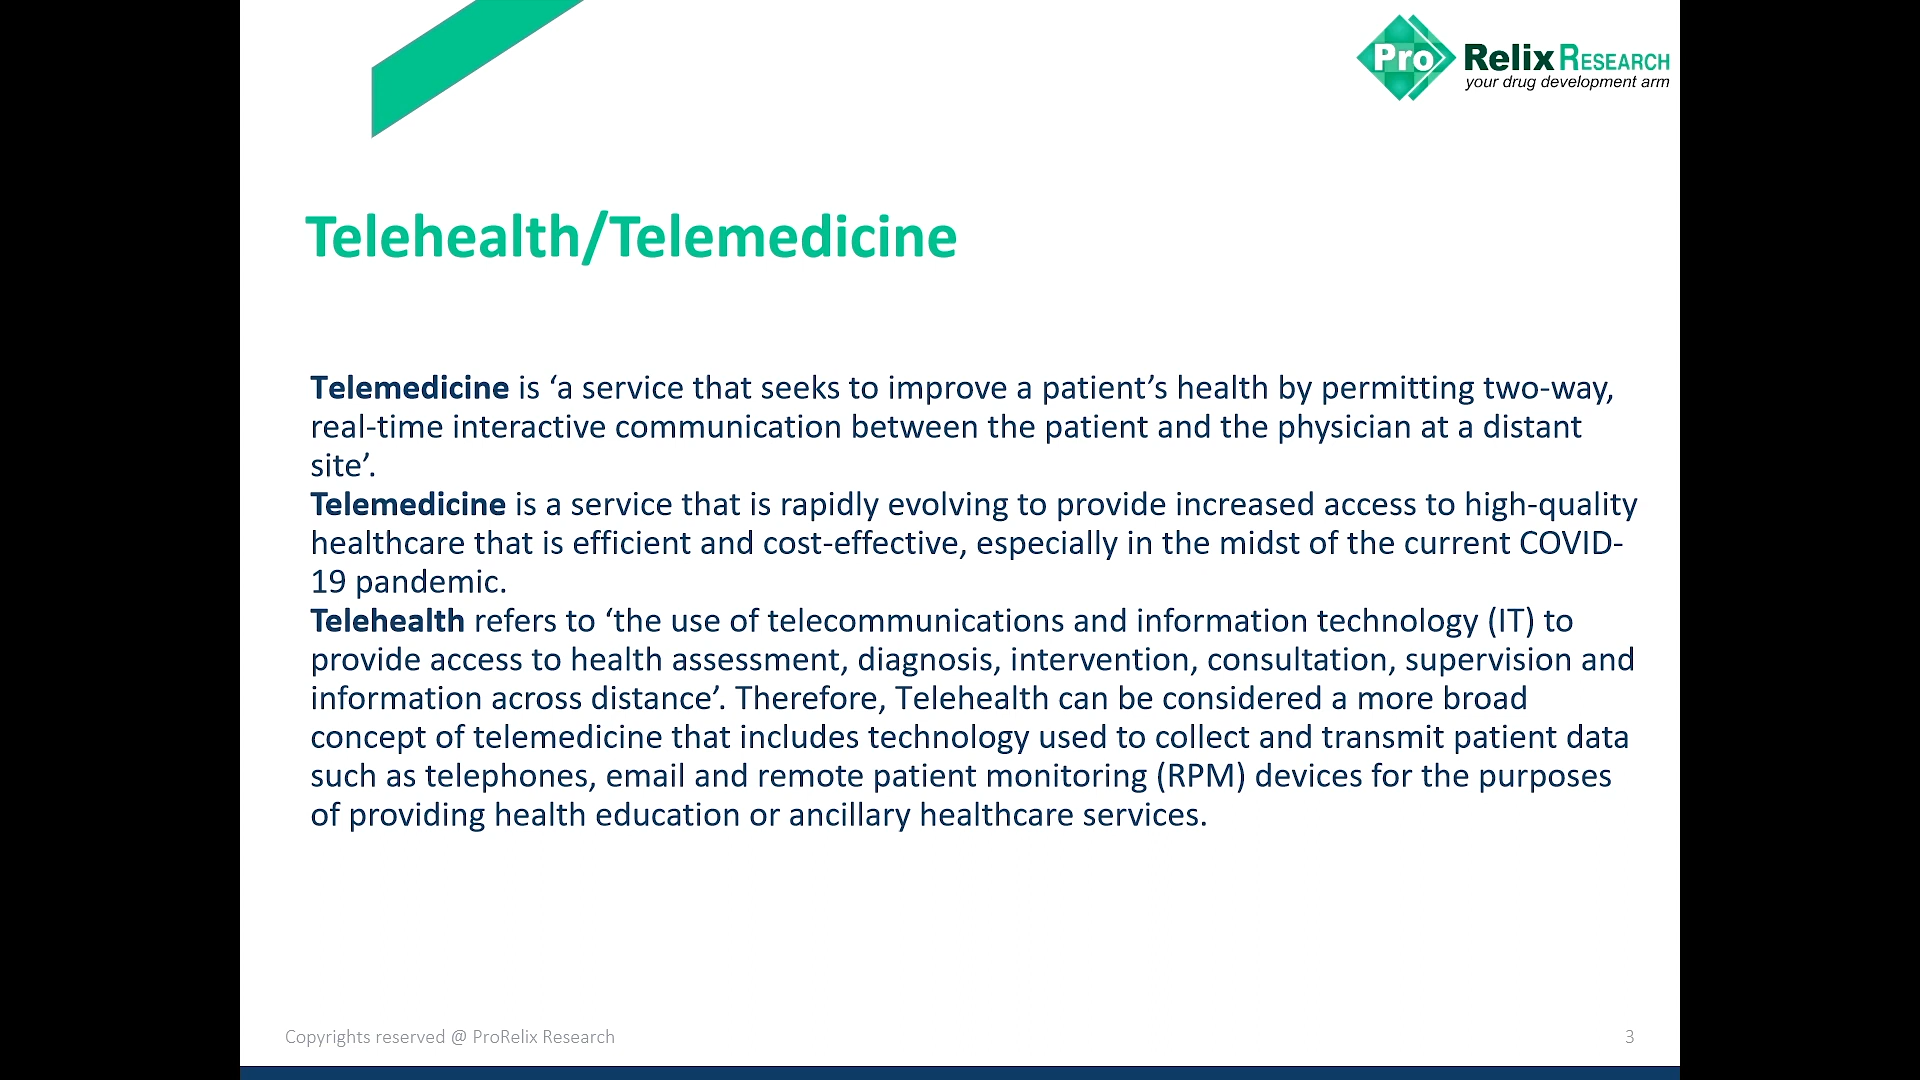 Pro Relix RESEARCH
your drug development arm
Telehealth/Telemedicine
Telemedicine is ‘a service that seeks to improve a patient’s health by permitting two-way,
real-time interactive communication between the patient and the physician at a distant
site’.
Telemedicine is a service that is rapidly evolving to provide increased access to high-quality
healthcare that is efficient and cost-effective, especially in the midst of the current COVID-
19 pandemic.
Telehealth refers to ‘the use of telecommunications and information technology (IT) to
provide access to health assessment, diagnosis, intervention, consultation, supervision and
information across distance’. Therefore, Telehealth can be considered a more broad
concept of telemedicine that includes technology used to collect and transmit patient data
such as telephones, email and remote patient monitoring (RPM) devices for the purposes
of providing health education or ancillary healthcare services.
Copyrights reserved @ ProRelix Research
3